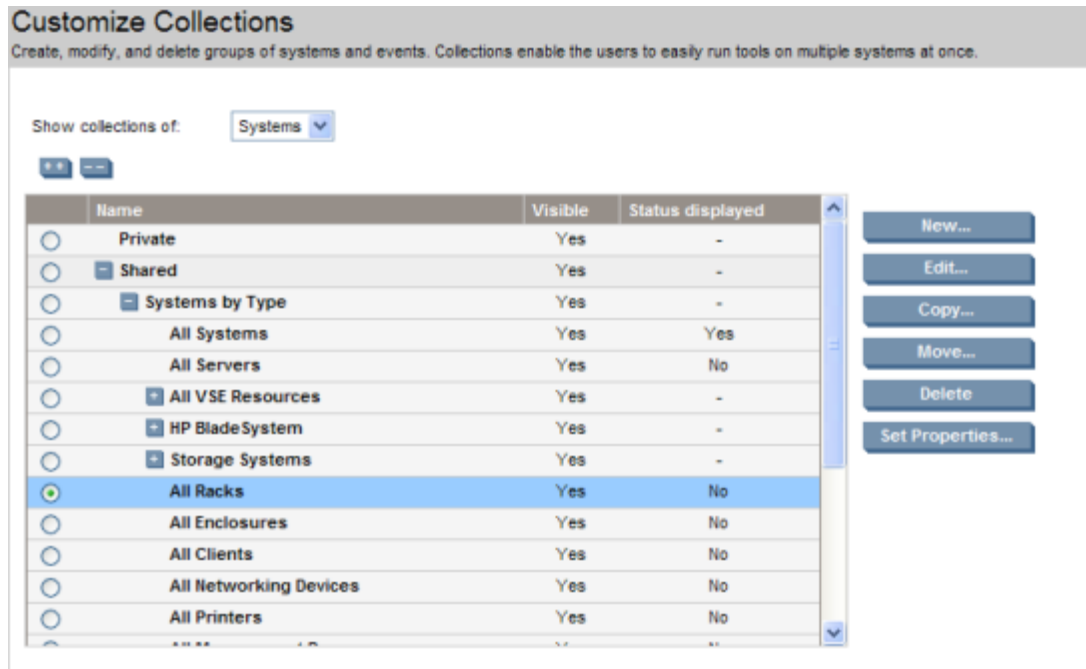 Customize Collections
Create, modify, and delete groups of systems and events. Collections enable the users to easily run tools on multiple systems at once.
Show collections of: Systems
Name Visible Status displayed
Private Yes -
Shared Yes -
Systems by Type Yes -
All Systems Yes Yes
All Servers Yes No
All VSE Resources Yes -
HP BladeSystem Yes -
Storage Systems Yes -
All Racks Yes No
All Enclosures Yes No
All Clients Yes No
All Networking Devices Yes No
All Printers Yes No
New...
Edit...
Copy...
Move...
Delete
Set Properties...